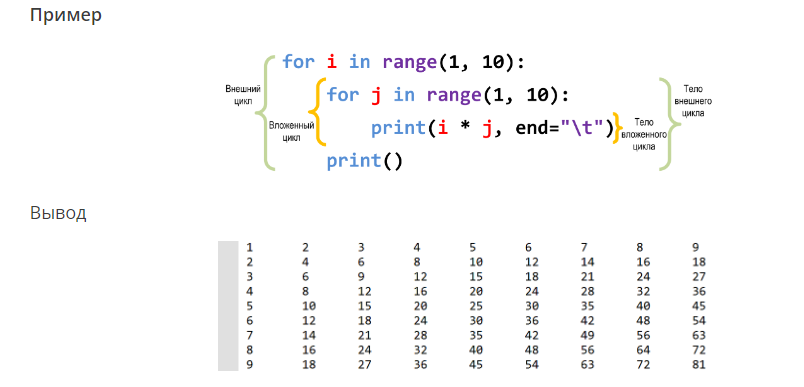 Пример
for i in range(1, 10):
Внешний
цикл
for j in range(1, 10):
Вложенный
цикл
print(i * j, end="\t")
Тело
вложенного
цикла
Тело
внешнего
цикла
print()
Вывод
1 2 3 4 5 6 7 8 9
2 4 6 8 10 12 14 16 18
3 6 9 12 15 18 21 24 27
4 8 12 16 20 24 28 32 36
5 10 15 20 25 30 35 40 45
6 12 18 24 30 36 42 48 54
7 14 21 28 35 42 49 56 63
8 16 24 32 40 48 56 64 72
9 18 27 36 45 54 63 72 81